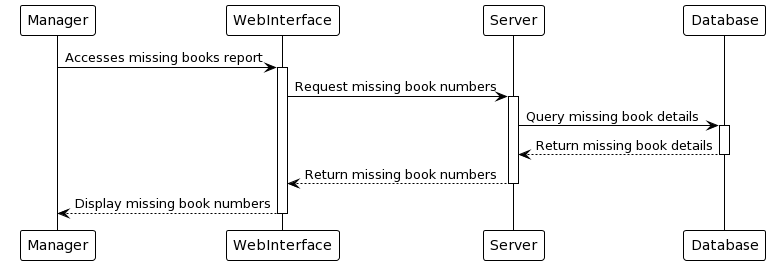 Manager
WebInterface
Server
Database
Accesses missing books report
Request missing book numbers
Query missing book details
Return missing book details
Return missing book numbers
Display missing book numbers
Manager
WebInterface
Server
Database